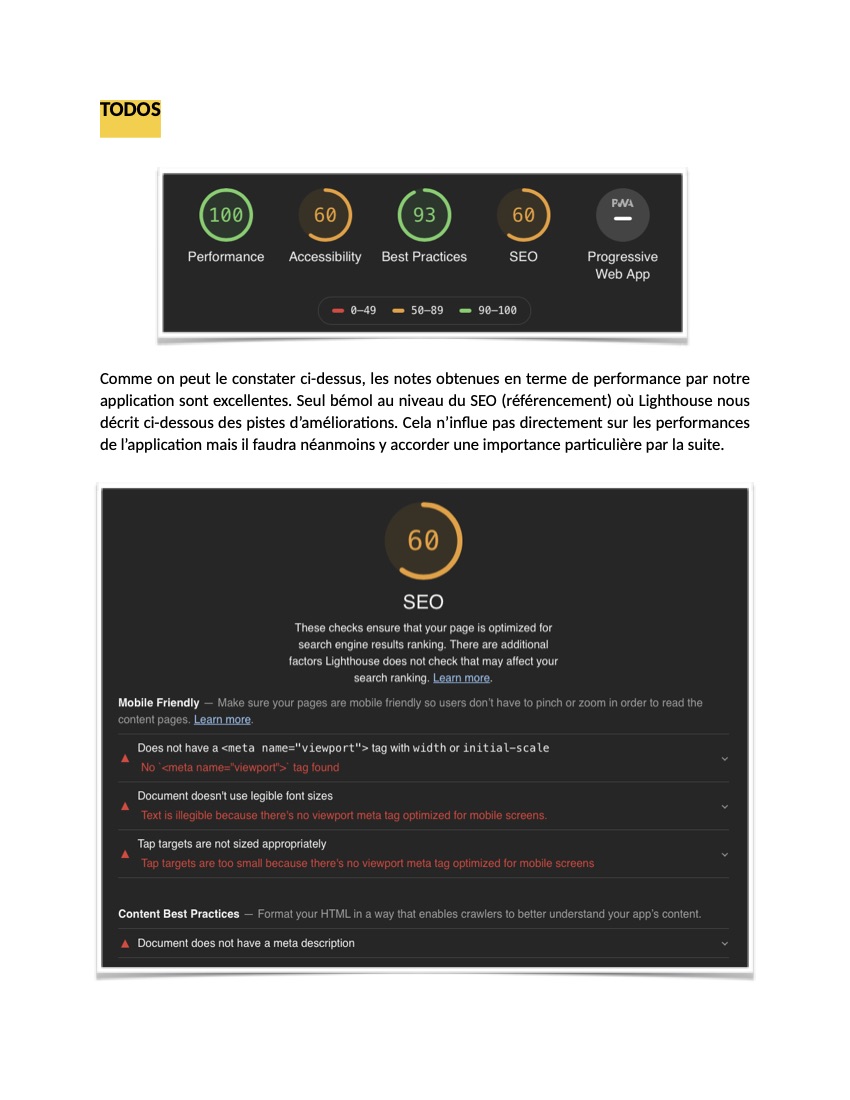 TODOS
100 60 93 60 PWA
Performance Accessibility Best Practices SEO Progressive
Web App
0–49 50–89 90–100
Comme on peut le constater ci-dessus, les notes obtenues en terme de performance par notre
application sont excellentes. Seul bémol au niveau du SEO (référencement) où Lighthouse nous
décrit ci-dessous des pistes d’améliorations. Cela n’influe pas directement sur les performances
de l’application mais il faudra néanmoins y accorder une importance particulière par la suite.
60
SEO
These checks ensure that your page is optimized for
search engine results ranking. There are additional
factors Lighthouse does not check that may affect your
search ranking. Learn more.
Mobile Friendly — Make sure your pages are mobile friendly so users don’t have to pinch or zoom in order to read the
content pages. Learn more.
Does not have a <meta name="viewport"> tag with width or initial-scale
No `<meta name="viewport">` tag found
Document doesn't use legible font sizes
Text is illegible because there's no viewport meta tag optimized for mobile screens.
Tap targets are not sized appropriately
Tap targets are too small because there's no viewport meta tag optimized for mobile screens
Content Best Practices — Format your HTML in a way that enables crawlers to better understand your app’s content.
Document does not have a meta description